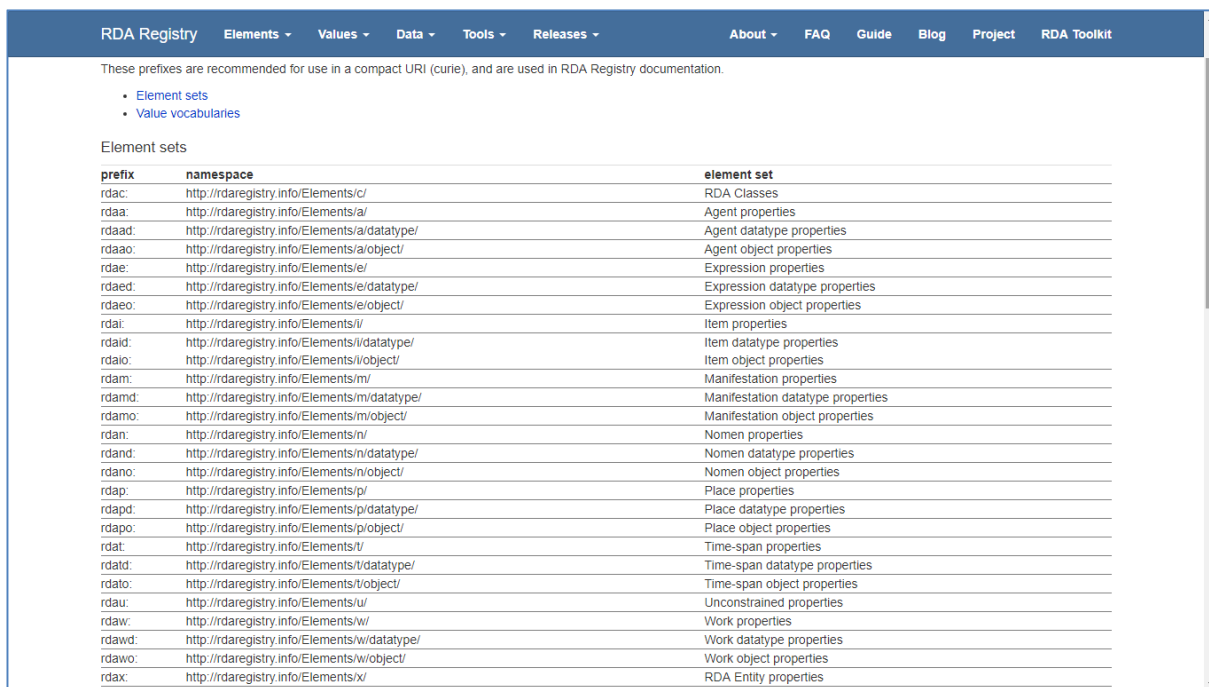 RDA Registry Elements Values Data Tools Releases About FAQ Guide Blog Project RDA Toolkit
These prefixes are recommended for use in a compact URI (curie), and are used in RDA Registry documentation.
• Element sets
• Value vocabularies
Element sets
prefix namespace element set
rdac: http://rdaregistry.info/Elements/c/ RDA Classes
rdaa: http://rdaregistry.info/Elements/a/ Agent properties
rdaad: http://rdaregistry.info/Elements/a/datatype/ Agent datatype properties
rdaao: http://rdaregistry.info/Elements/a/object/ Agent object properties
rdae: http://rdaregistry.info/Elements/e/ Expression properties
rdaed: http://rdaregistry.info/Elements/e/datatype/ Expression datatype properties
rdaeo: http://rdaregistry.info/Elements/e/object/ Expression object properties
rdai: http://rdaregistry.info/Elements/i/ Item properties
rdaid: http://rdaregistry.info/Elements/i/datatype/ Item datatype properties
rdaio: http://rdaregistry.info/Elements/i/object/ Item object properties
rdam: http://rdaregistry.info/Elements/m/ Manifestation properties
rdamd: http://rdaregistry.info/Elements/m/datatype/ Manifestation datatype properties
rdamo: http://rdaregistry.info/Elements/m/object/ Manifestation object properties
rdan: http://rdaregistry.info/Elements/n/ Nomen properties
rdand: http://rdaregistry.info/Elements/n/datatype/ Nomen datatype properties
rdano: http://rdaregistry.info/Elements/n/object/ Nomen object properties
rdap: http://rdaregistry.info/Elements/p/ Place properties
rdapd: http://rdaregistry.info/Elements/p/datatype/ Place datatype properties
rdapo: http://rdaregistry.info/Elements/p/object/ Place object properties
rdat: http://rdaregistry.info/Elements/t/ Time-span properties
rdatd: http://rdaregistry.info/Elements/t/datatype/ Time-span datatype properties
rdato: http://rdaregistry.info/Elements/t/object/ Time-span object properties
rdau: http://rdaregistry.info/Elements/u/ Unconstrained properties
rdaw: http://rdaregistry.info/Elements/w/ Work properties
rdawd: http://rdaregistry.info/Elements/w/datatype/ Work datatype properties
rdawo: http://rdaregistry.info/Elements/w/object/ Work object properties
rdax: http://rdaregistry.info/Elements/x/ RDA Entity properties